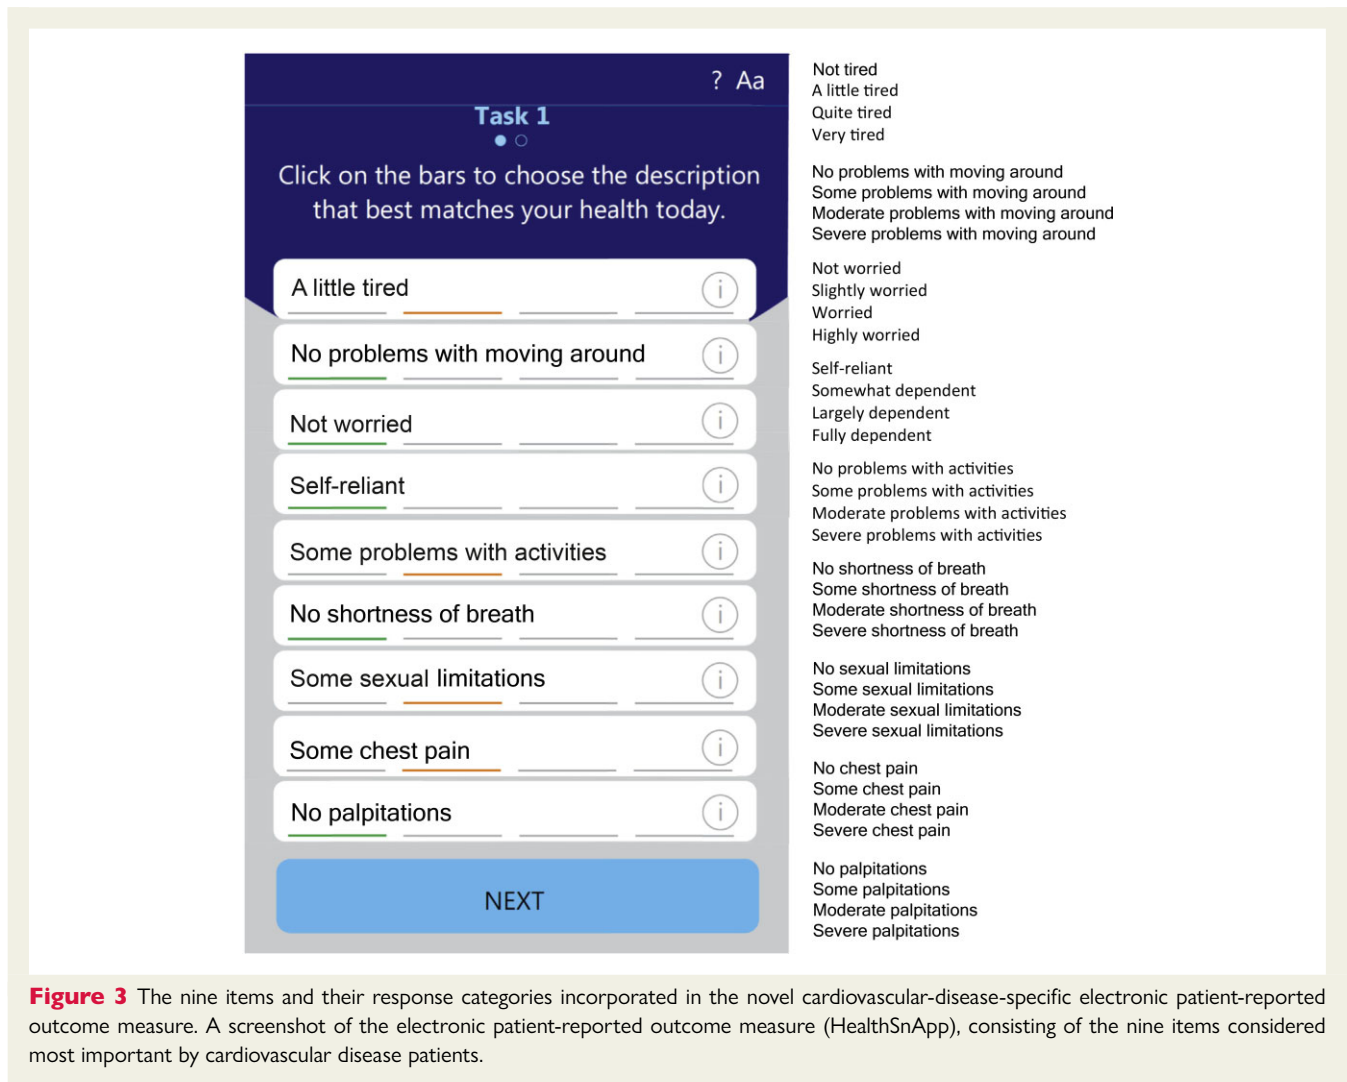 ? Aa
Task 1
Click on the bars to choose the description
that best matches your health today.
A little tired
i
No problems with moving around
i
Not worried
i
Self-reliant
i
Some problems with activities
i
No shortness of breath
i
Some sexual limitations
i
Some chest pain
i
No palpitations
i
NEXT
Not tired
A little tired
Quite tired
Very tired
No problems with moving around
Some problems with moving around
Moderate problems with moving around
Severe problems with moving around
Not worried
Slightly worried
Worried
Highly worried
Self-reliant
Somewhat dependent
Largely dependent
Fully dependent
No problems with activities
Some problems with activities
Moderate problems with activities
Severe problems with activities
No shortness of breath
Some shortness of breath
Moderate shortness of breath
Severe shortness of breath
No sexual limitations
Some sexual limitations
Moderate sexual limitations
Severe sexual limitations
No chest pain
Some chest pain
Moderate chest pain
Severe chest pain
No palpitations
Some palpitations
Moderate palpitations
Severe palpitations
Figure 3 The nine items and their response categories incorporated in the novel cardiovascular-disease-specific electronic patient-reported
outcome measure. A screenshot of the electronic patient-reported outcome measure (HealthSnApp), consisting of the nine items considered
most important by cardiovascular disease patients.